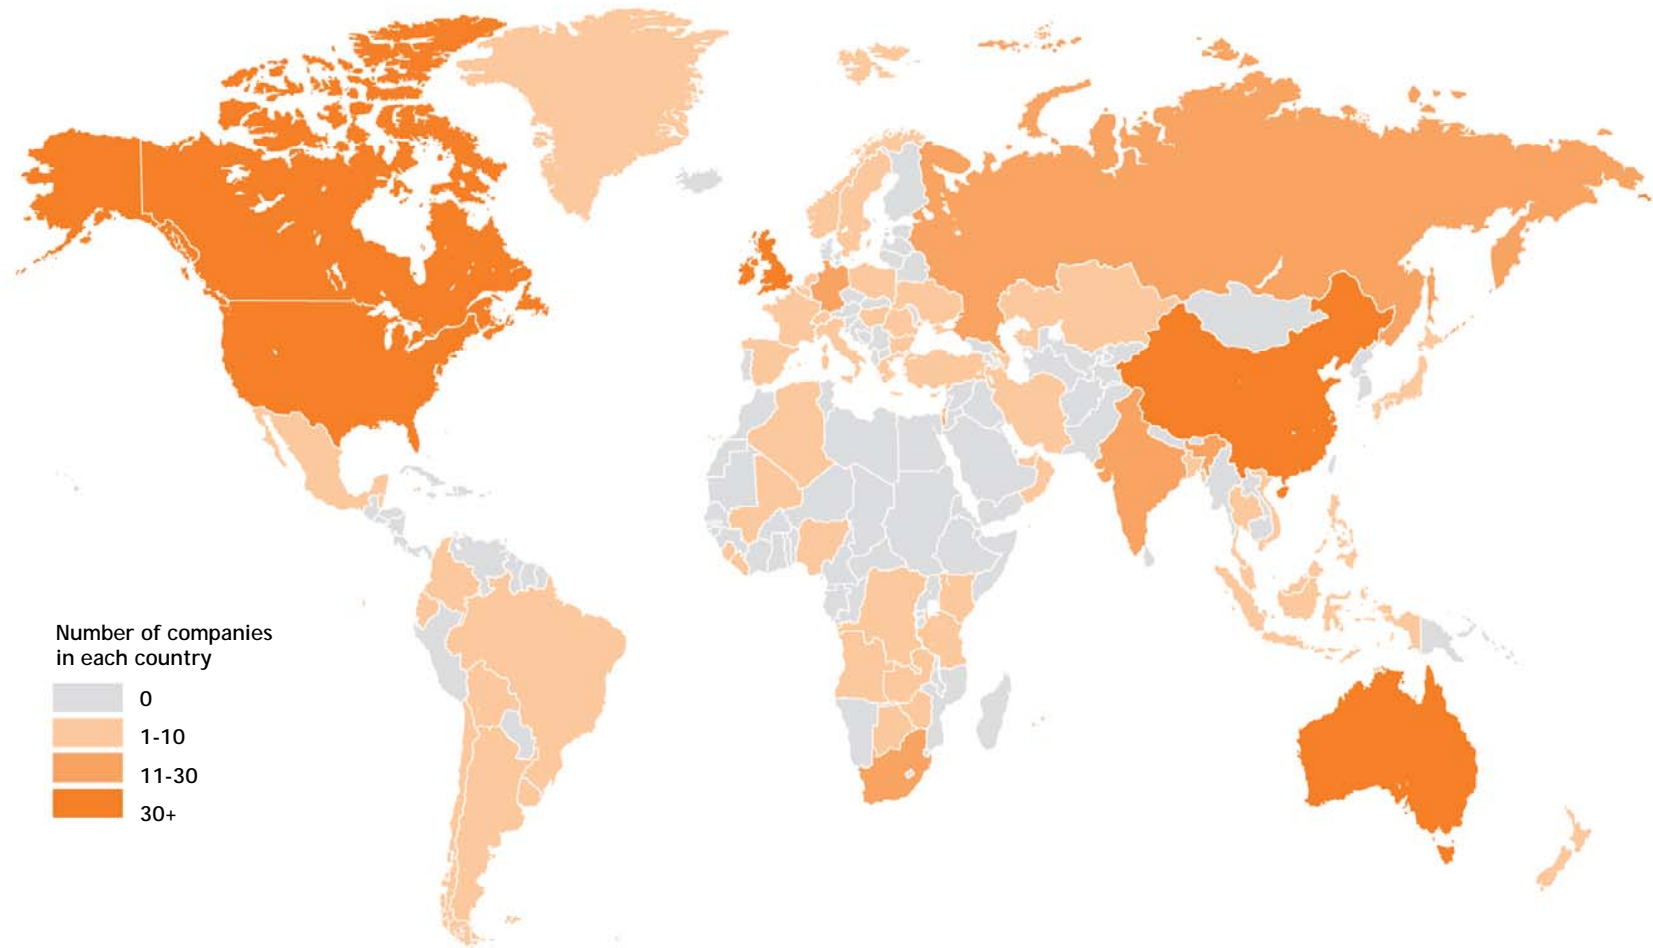 Number of companies
in each country
0
1-10
11-30
30+